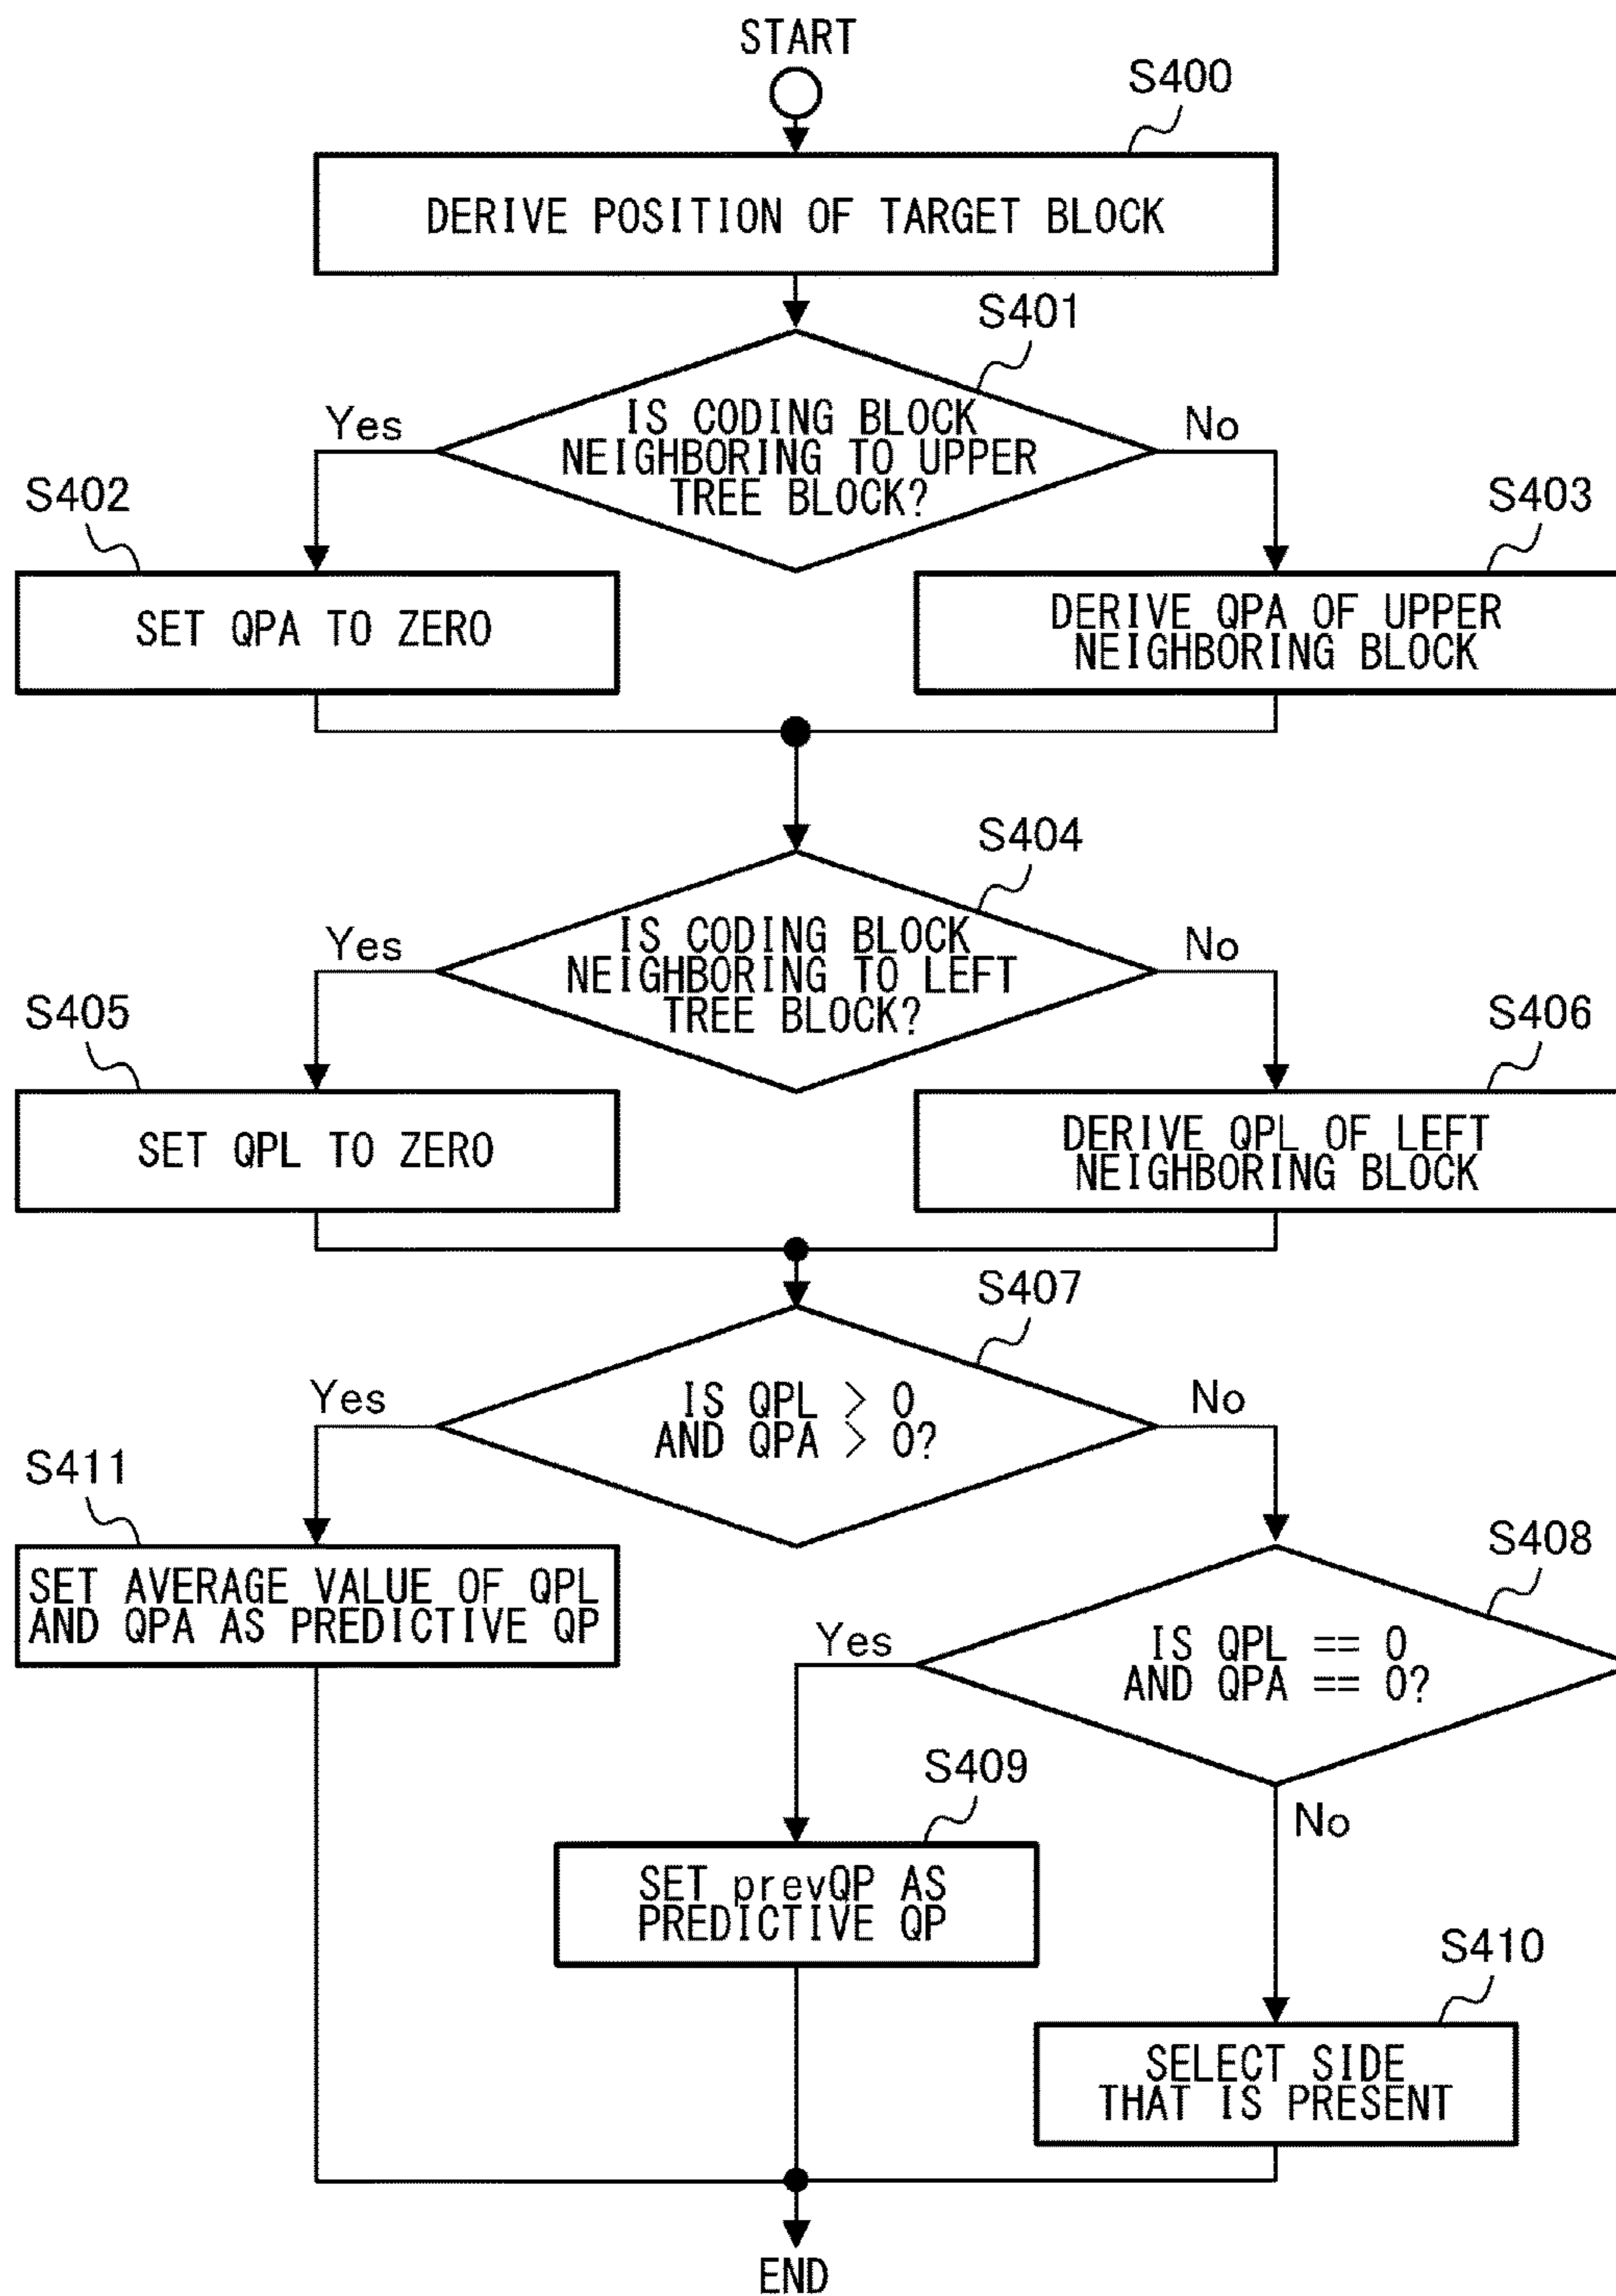 START
S400
DERIVE POSITION OF TARGET BLOCK
S401
IS CODING BLOCK
NEIGHBORING TO UPPER
TREE BLOCK?
Yes
No
S402
S403
SET QPA TO ZERO
DERIVE QPA OF UPPER
NEIGHBORING BLOCK
S404
IS CODING BLOCK
NEIGHBORING TO LEFT
TREE BLOCK?
Yes
No
S405
S406
SET QPL TO ZERO
DERIVE QPL OF LEFT
NEIGHBORING BLOCK
S407
IS QPL > 0
AND QPA > 0?
Yes
No
S411
S408
SET AVERAGE VALUE OF QPL
AND QPA AS PREDICTIVE QP
IS QPL == 0
AND QPA == 0?
Yes
No
S409
SET prevQP AS
PREDICTIVE QP
S410
SELECT SIDE
THAT IS PRESENT
END